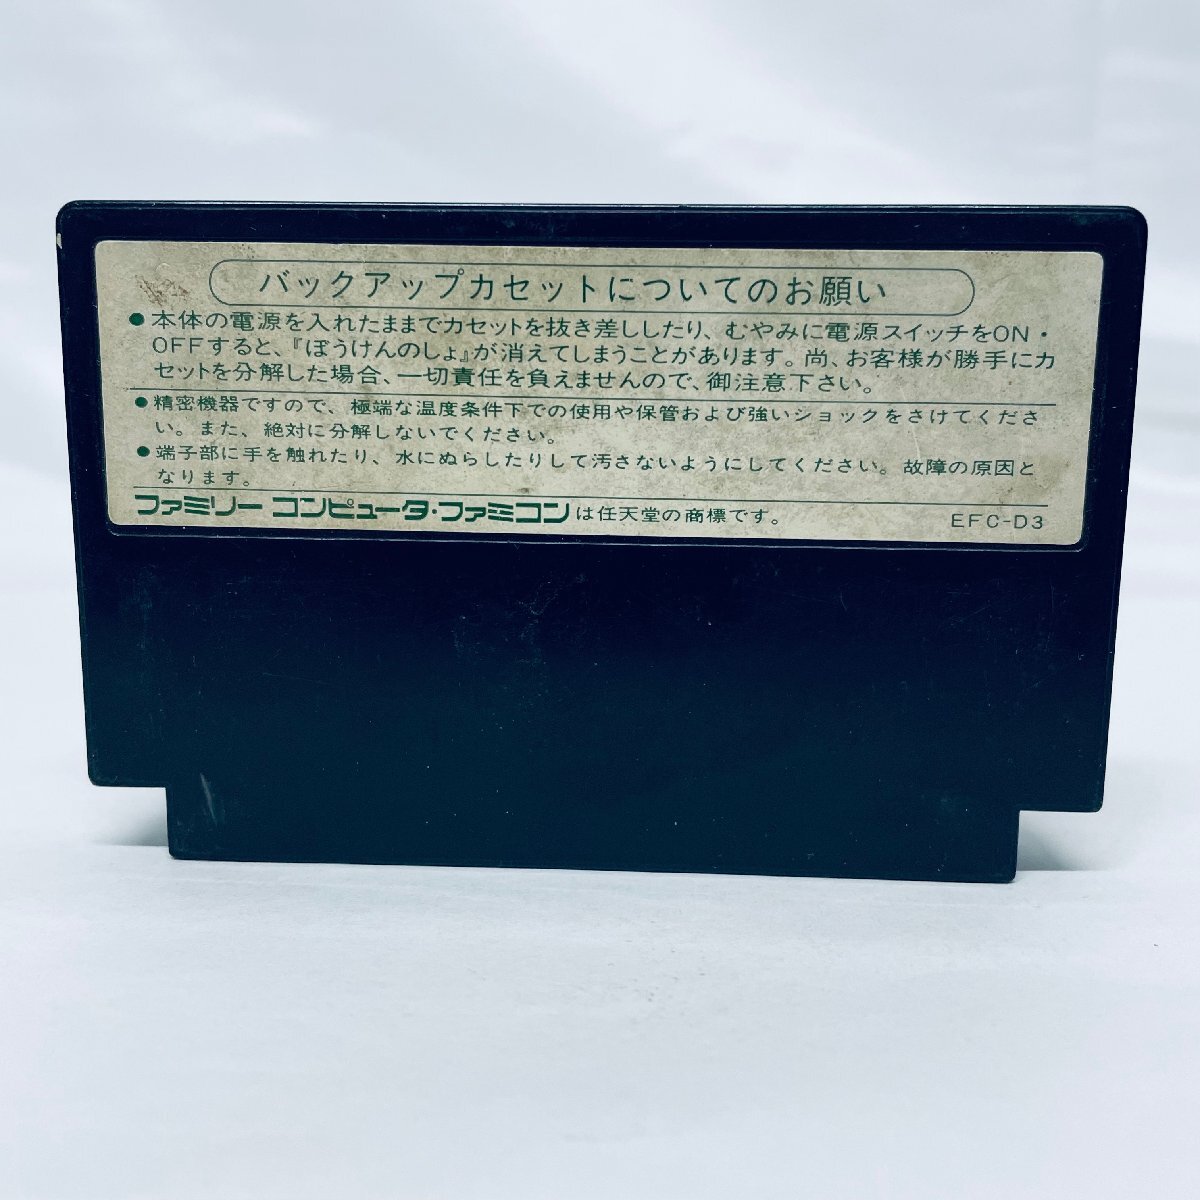 バックアップカセットについてのお願い
●本体の電源を入れたままでカセットを抜き差ししたり、むやみに電源スイッチをON・
OFFすると、『ぼうけんのしょ』が消えてしまうことがあります。尚、お客様が勝手にカ
セットを分解した場合、一切責任を負えませんので、御注意下さい。
●精密機器ですので、極端な温度条件下での使用や保管および強いショックをさけてくださ
い。また、絶対に分解しないでください。
●端子部に手を触れたり、水にぬらしたりして汚さないようにしてください。故障の原因と
なります。
ファミリー コンピュータ・ファミコンは任天堂の商標です。 EFC-D3